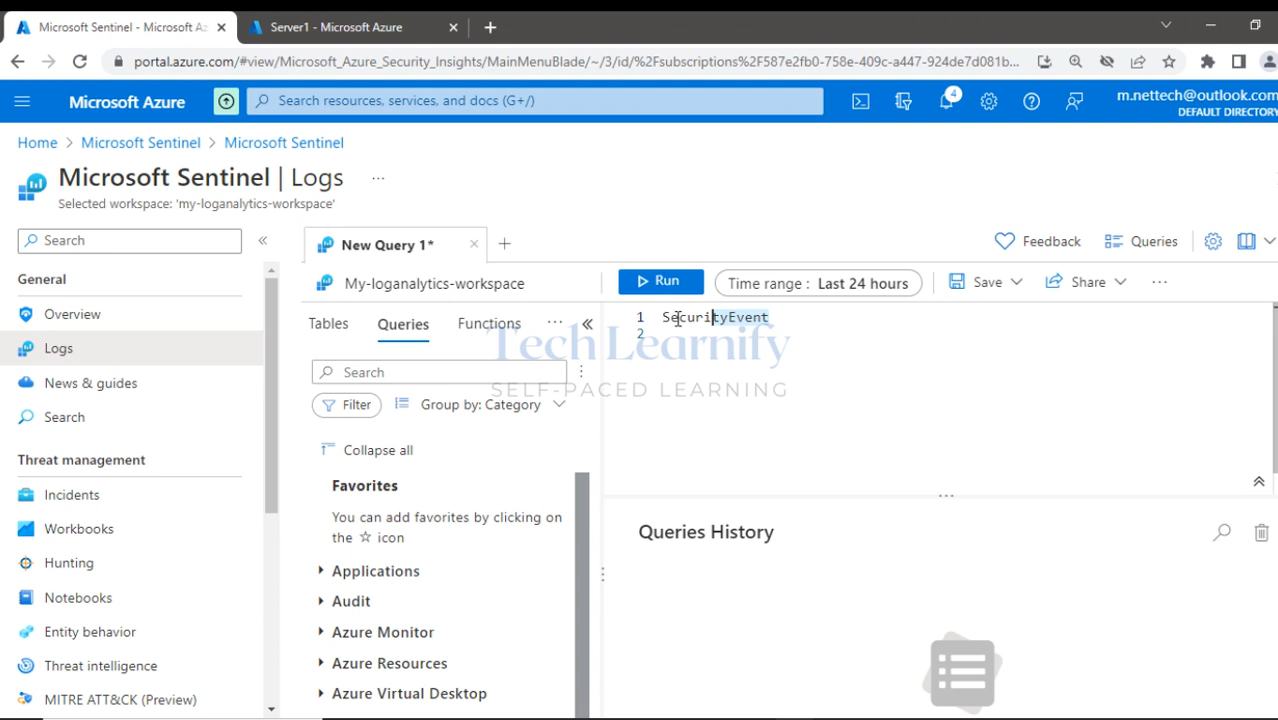 Microsoft Sentinel - Microsoft Az
Server1 - Microsoft Azure
portal.azure.com/#view/Microsoft_Azure_Security_Insights/MainMenuBlade/~/3/id/%2Fsubscriptions%2F587e2fb0-758e-409c-a447-924de7d081b...
Microsoft Azure
Search resources, services, and docs (G+/)
4
m.nettech@outlook.com
DEFAULT DIRECTORY
Home > Microsoft Sentinel > Microsoft Sentinel
Microsoft Sentinel | Logs ...
Selected workspace: 'my-loganalytics-workspace'
Search
«
General
Overview
Logs
News & guides
Search
Threat management
Incidents
Workbooks
Hunting
Notebooks
Entity behavior
Threat intelligence
MITRE ATT&CK (Preview)
New Query 1*
Feedback
Queries
My-loganalytics-workspace
Run
Time range : Last 24 hours
Save
Share
...
Tables
Queries
Functions
...
«
1 SecurityEvent
2
Tech Learnify
SELF-PACED LEARNING
Search
Filter
Group by: Category
Collapse all
Favorites
You can add favorites by clicking on
the ☆ icon
Applications
Audit
Azure Monitor
Azure Resources
Azure Virtual Desktop
Queries History